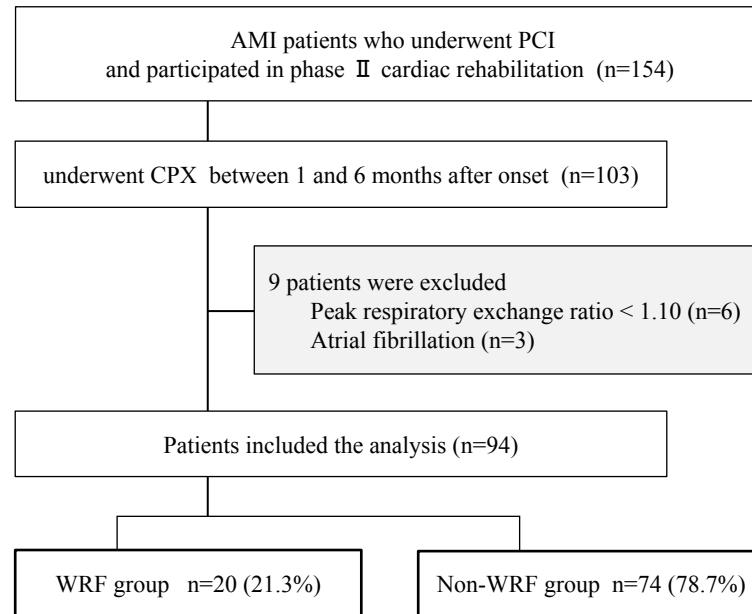 AMI patients who underwent PCI
and participated in phase Ⅱ cardiac rehabilitation (n=154)
underwent CPX between 1 and 6 months after onset (n=103)
9 patients were excluded
Peak respiratory exchange ratio < 1.10 (n=6)
Atrial fibrillation (n=3)
Patients included the analysis (n=94)
WRF group n=20 (21.3%)
Non-WRF group n=74 (78.7%)